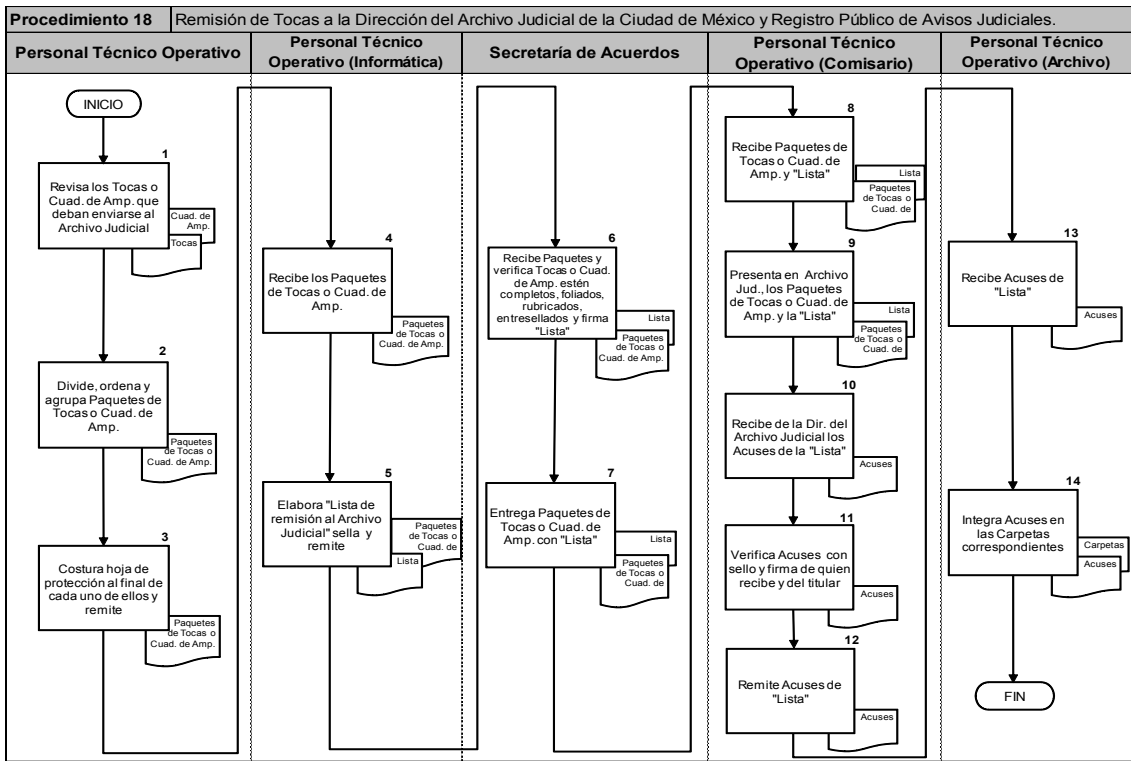 Procedimiento 18
Remisión de Tocas a la Dirección del Archivo Judicial de la Ciudad de México y Registro Público de Avisos Judiciales.
Personal Técnico Operativo
Personal Técnico
Operativo (Informática)
Secretaría de Acuerdos
Personal Técnico
Operativo (Comisario)
Personal Técnico
Operativo (Archivo)
INICIO
1
Revisa los Tocas o
Cuad. de Amp. que
deban enviarse al
Archivo Judicial
Cuad. de
Amp.
Tocas
2
Divide, ordena y
agrupa Paquetes de
Tocas o Cuad. de
Amp.
Paquetes
de Tocas o
Cuad. de Amp.
3
Costura hoja de
protección al final de
cada uno de ellos y
remite
Paquetes
de Tocas o
Cuad. de Amp.
4
Recibe los Paquetes
de Tocas o Cuad. de
Amp.
Paquetes
de Tocas o
Cuad. de Amp.
5
Elabora "Lista de
remisión al Archivo
Judicial" sella y
remite
Paquetes
de Tocas o
Cuad. de
Lista
6
Recibe Paquetes y
verifica Tocas o Cuad.
de Amp. estén
completos, foliados,
rubricados,
entresellados y firma
"Lista"
Lista
Paquetes
de Tocas o
Cuad. de Amp.
7
Entrega Paquetes de
Tocas o Cuad. de
Amp. con "Lista"
Lista
Paquetes
de Tocas o
Cuad. de
8
Recibe Paquetes de
Tocas o Cuad. de
Amp. y "Lista"
Lista
Paquetes
de Tocas o
Cuad. de
9
Presenta en Archivo
Jud., los Paquetes
de Tocas o Cuad. de
Amp. y la "Lista"
Lista
Paquetes
de Tocas o
Cuad. de
10
Recibe de la Dir. del
Archivo Judicial los
Acuses de la "Lista"
Acuses
11
Verifica Acuses con
sello y firma de quien
recibe y del titular
Acuses
12
Remite Acuses de
"Lista"
Acuses
13
Recibe Acuses de
"Lista"
Acuses
14
Integra Acuses en
las Carpetas
correspondientes
Carpetas
Acuses
FIN